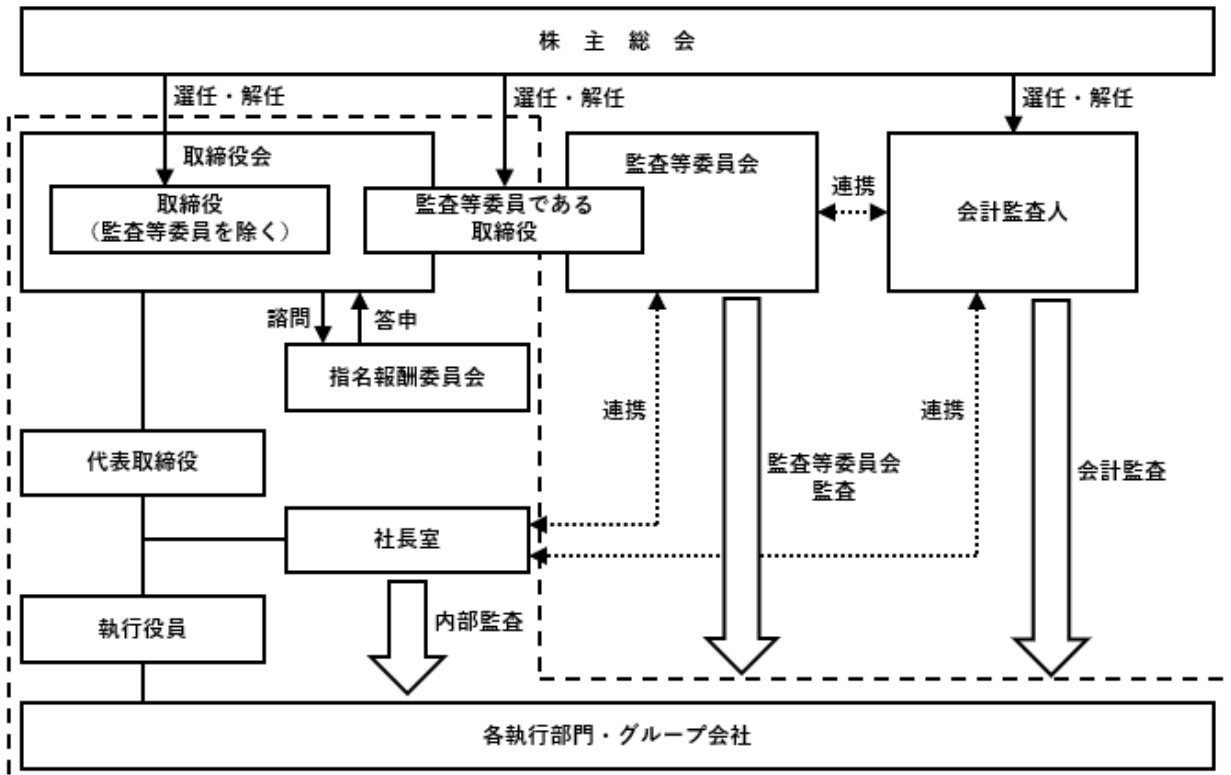 株 主 総 会
選任・解任
選任・解任
選任・解任
取締役会
取締役
（監査等委員を除く）
監査等委員である
取締役
監査等委員会
連携
会計監査人
諮問
答申
指名報酬委員会
連携
連携
代表取締役
監査等委員会
監査
会計監査
社長室
執行役員
内部監査
各執行部門・グループ会社